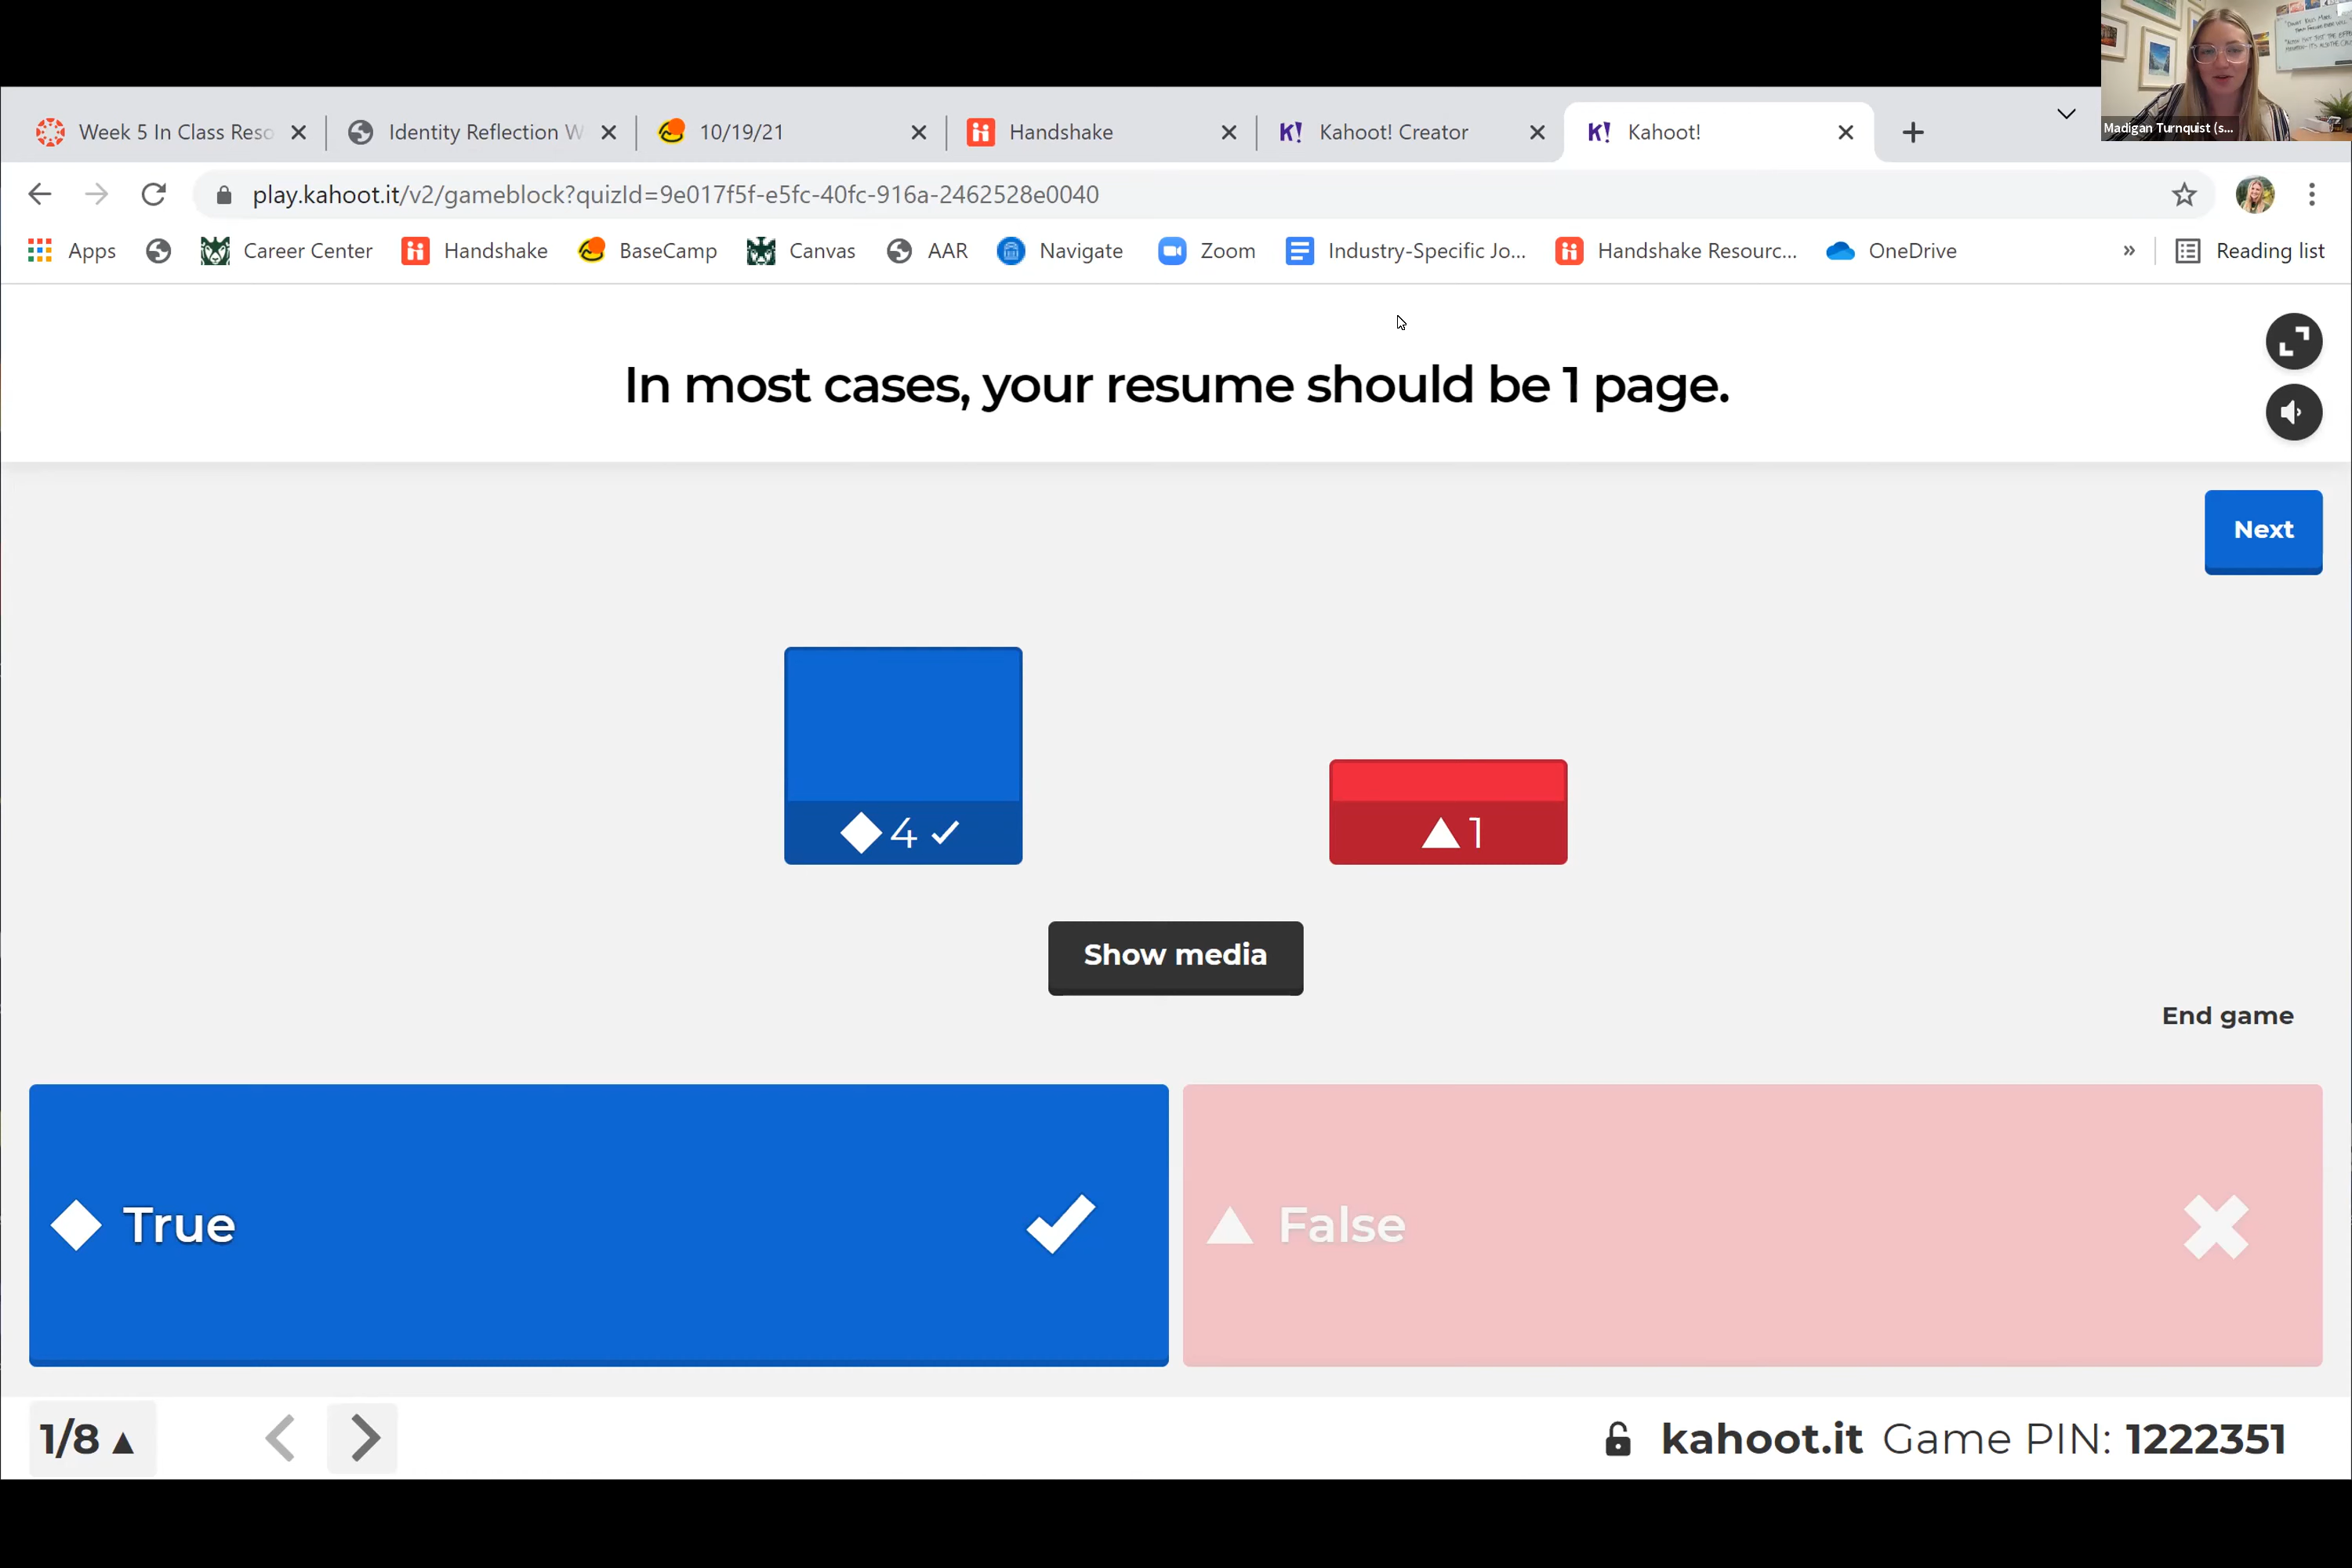 Madigan Turnquist (s...
Week 5 In Class Reso
Identity Reflection W
10/19/21
Handshake
K! Kahoot! Creator
K! Kahoot!
play.kahoot.it/v2/gameblock?quizId=9e017f5f-e5fc-40fc-916a-2462528e0040
Apps
Career Center
Handshake
BaseCamp
Canvas
AAR
Navigate
Zoom
Industry-Specific Jo...
Handshake Resourc...
OneDrive
»
Reading list
In most cases, your resume should be 1 page.
Next
4
1
Show media
End game
True
False
1/8
kahoot.it Game PIN: 1222351